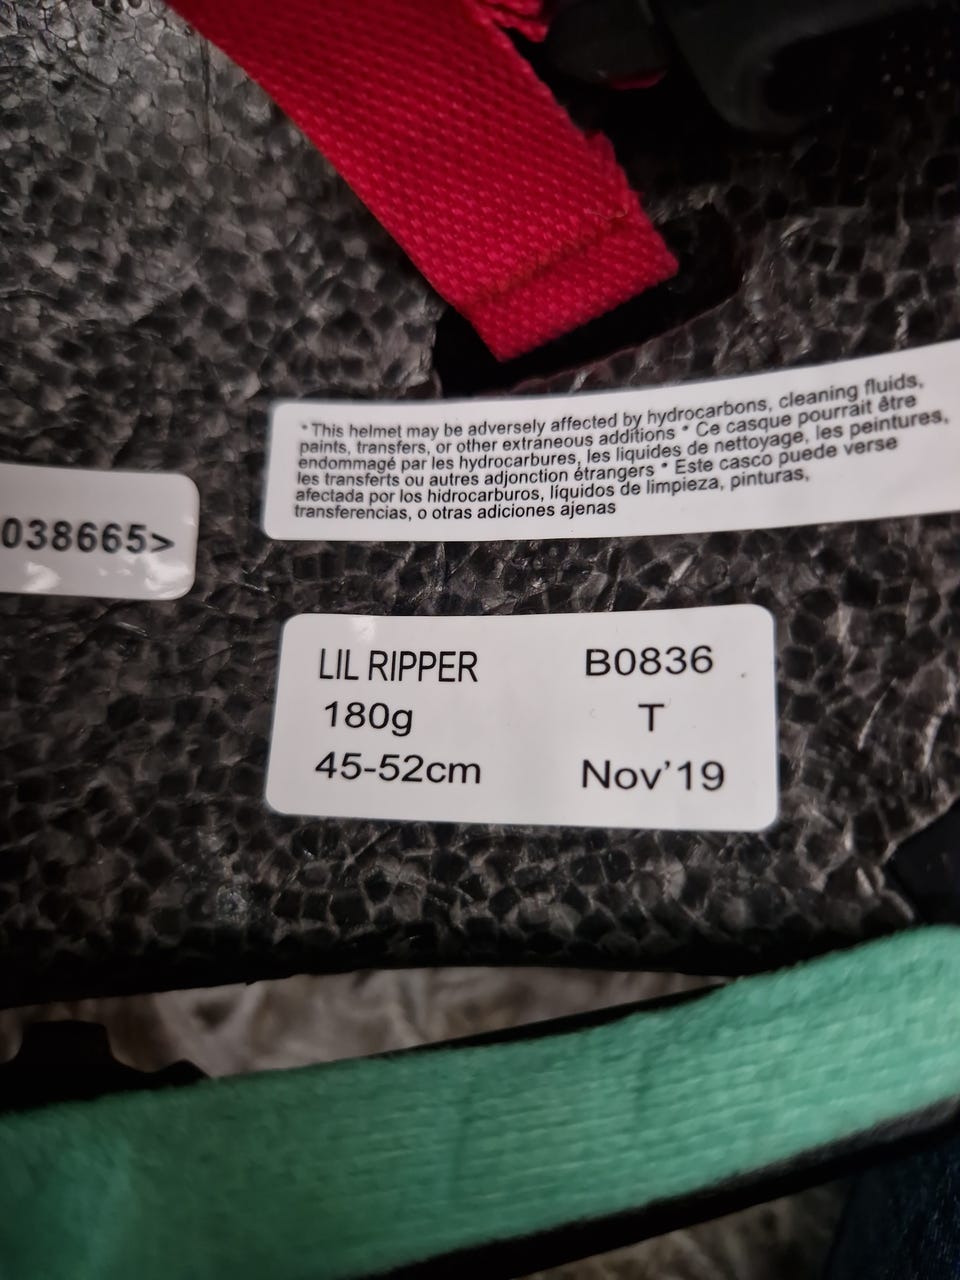 *This helmet may be adversely affected by hydrocarbons, cleaning fluids,
paints, transfers, or other extraneous additions * Ce casque pourrait être
endommagé par les hydrocarbures, les liquides de nettoyage, les peintures,
les transferts ou autres adjonction étrangers * Este casco puede verse
afectada por los hidrocarburos, líquidos de limpieza, pinturas,
transferencias, o otras adiciones ajenas
038665>
LIL RIPPER B0836
180g T
45-52cm Nov'19